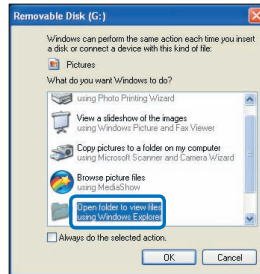 Removable Disk (G:)
Windows can perform the same action each time you insert
a disk or connect a device with this kind of file:
Pictures
What do you want Windows to do?
using Photo Printing Wizard
View a slideshow of the images
using Windows Picture and Fax Viewer
Copy pictures to a folder on my computer
using Microsoft Scanner and Camera Wizard
Browse picture files
using MediaShow
Open folder to view files
using Windows Explorer
Always do the selected action.
OK
Cancel